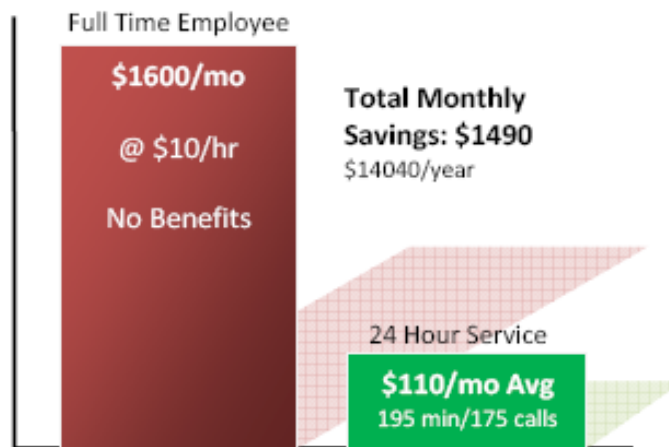 Full Time Employee
$1600/mo
@ $10/hr
No Benefits
Total Monthly
Savings: $1490
$14040/year
24 Hour Service
$110/mo Avg
195 min/175 calls